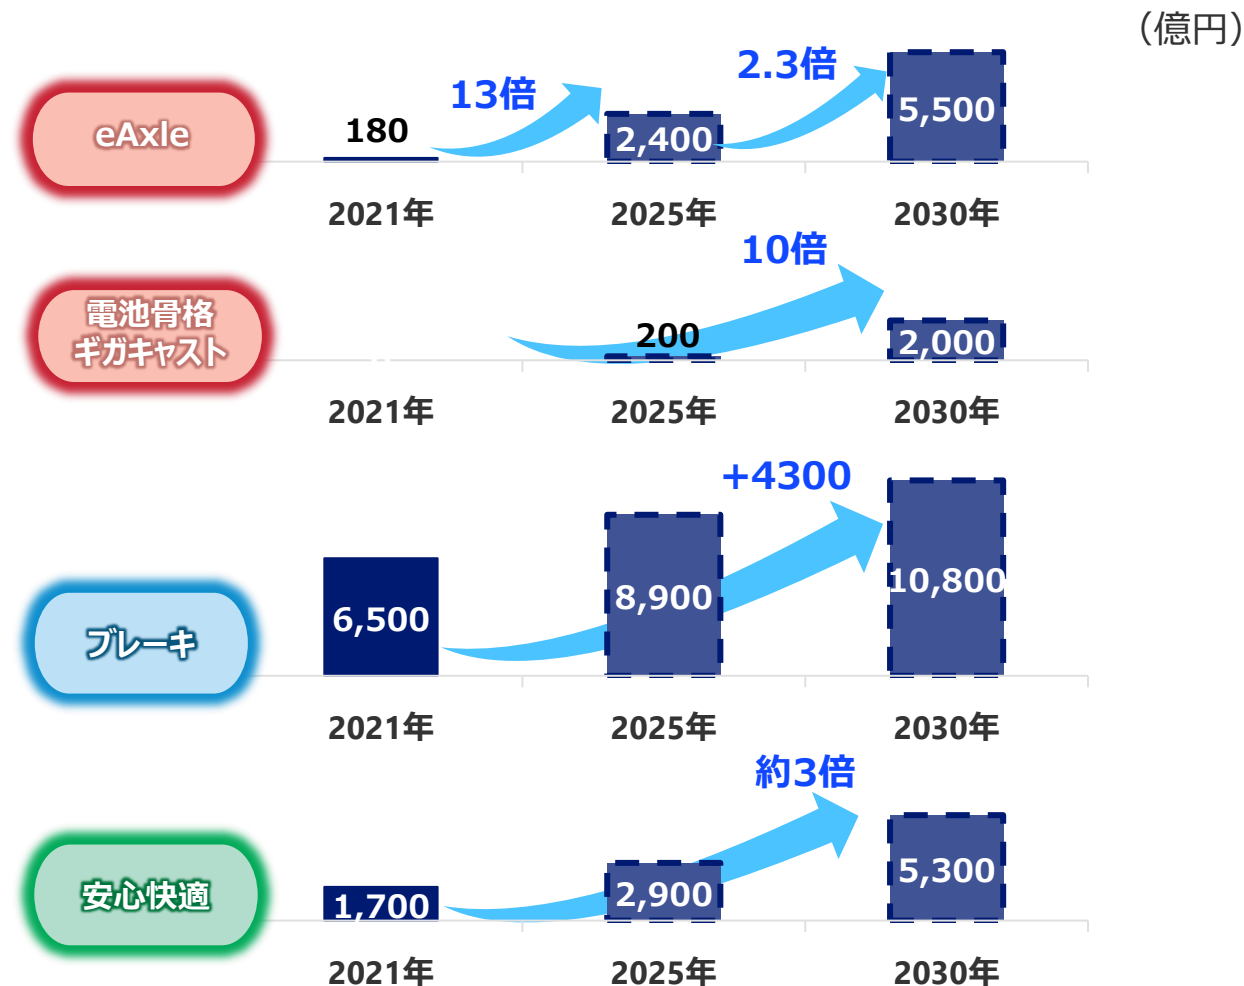 （億円）
eAxle
13倍
2.3倍
180
2,400
5,500
2021年
2025年
2030年
電池骨格
ギガキャスト
10倍
200
2,000
2021年
2025年
2030年
ブレーキ
+4300
6,500
8,900
10,800
2021年
2025年
2030年
安心快適
約3倍
1,700
2,900
5,300
2021年
2025年
2030年